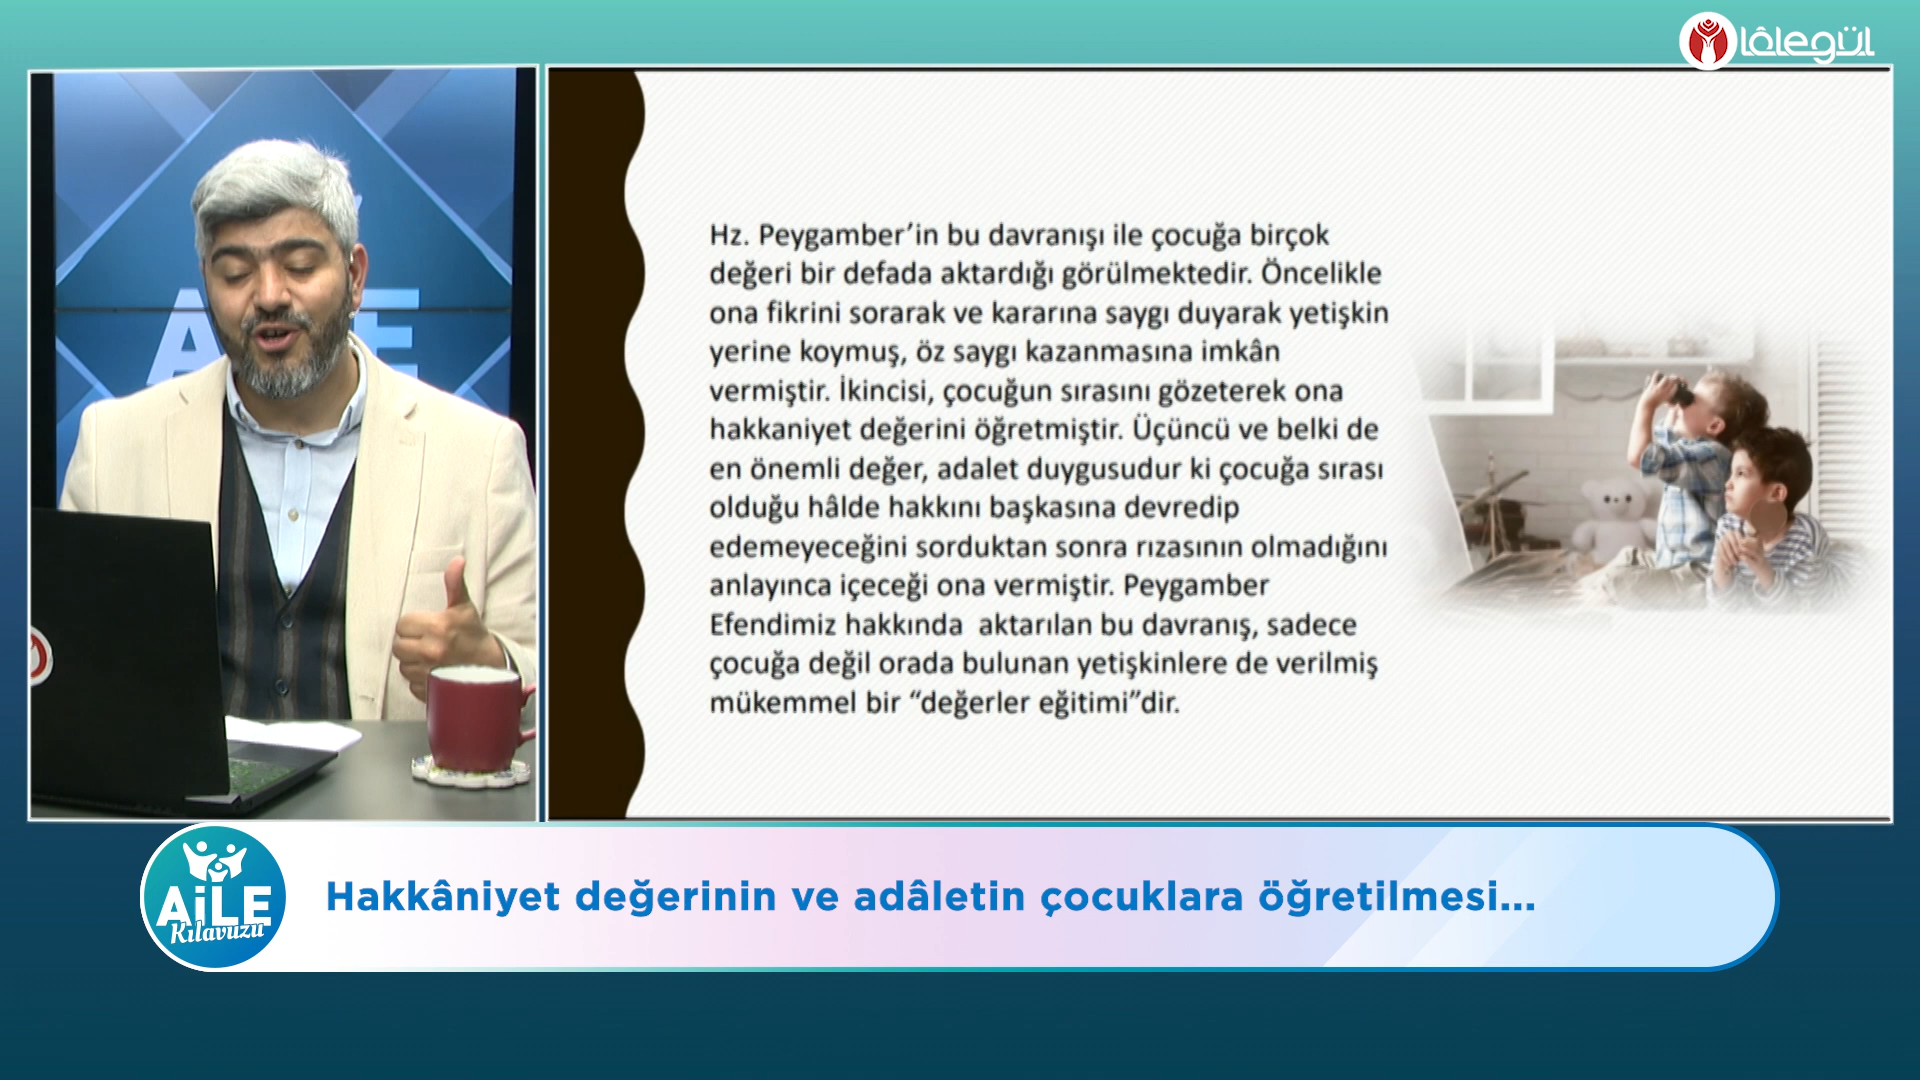 lâlegül
Hz. Peygamber’in bu davranışı ile çocuğa birçok
değeri bir defada aktardığı görülmektedir. Öncelikle
ona fikrini sorarak ve kararına saygı duyarak yetişkin
yerine koymuş, öz saygı kazanmasına imkân
vermiştir. İkincisi, çocuğun sırasını gözeterek ona
hakkaniyet değerini öğretmiştir. Üçüncü ve belki de
en önemli değer, adalet duygusudur ki çocuğa sırası
olduğu hâlde hakkını başkasına devredip
edemeyeceğini sorduktan sonra rızasının olmadığını
anlayınca içeceği ona vermiştir. Peygamber
Efendimiz hakkında  aktarılan bu davranış, sadece
çocuğa değil orada bulunan yetişkinlere de verilmiş
mükemmel bir “değerler eğitimi”dir.
AiLE
Kılavuzu
Hakkâniyet değerinin ve adâletin çocuklara öğretilmesi...